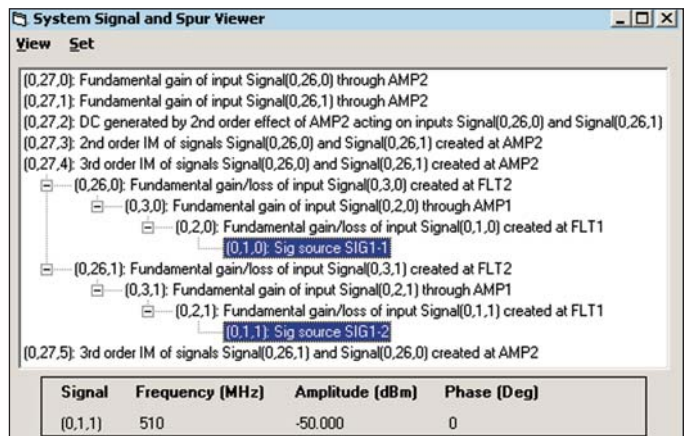 System Signal and Spur Viewer
View Set
(0,27,0): Fundamental gain of input Signal(0,26,0) through AMP2
(0,27,1): Fundamental gain of input Signal(0,26,1) through AMP2
(0,27,2): DC generated by 2nd order effect of AMP2 acting on inputs Signal(0,26,0) and Signal(0,26,1)
(0,27,3): 2nd order IM of signals Signal(0,26,0) and Signal(0,26,1) created at AMP2
(0,27,4): 3rd order IM of signals Signal(0,26,0) and Signal(0,26,1) created at AMP2
(0,26,0): Fundamental gain/loss of input Signal(0,3,0) created at FLT2
(0,3,0): Fundamental gain of input Signal(0,2,0) through AMP1
(0,2,0): Fundamental gain/loss of input Signal(0,1,0) created at FLT1
(0,1,0): Sig source SIG1-1
(0,26,1): Fundamental gain/loss of input Signal(0,3,1) created at FLT2
(0,3,1): Fundamental gain of input Signal(0,2,1) through AMP1
(0,2,1): Fundamental gain/loss of input Signal(0,1,1) created at FLT1
(0,1,1): Sig source SIG1-2
(0,27,5): 3rd order IM of signals Signal(0,26,1) and Signal(0,26,0) created at AMP2
Signal Frequency (MHz) Amplitude (dBm) Phase (Deg)
(0,1,1) 510 -50.000 0